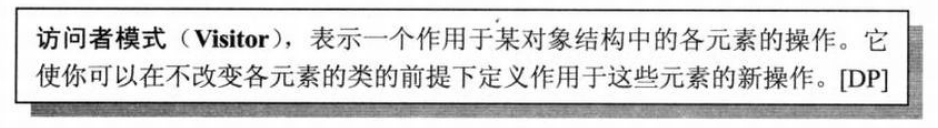 访问者模式（Visitor），表示一个作用于某对象结构中的各元素的操作。它
使你可以在不改变各元素的类的前提下定义作用于这些元素的新操作。[DP]